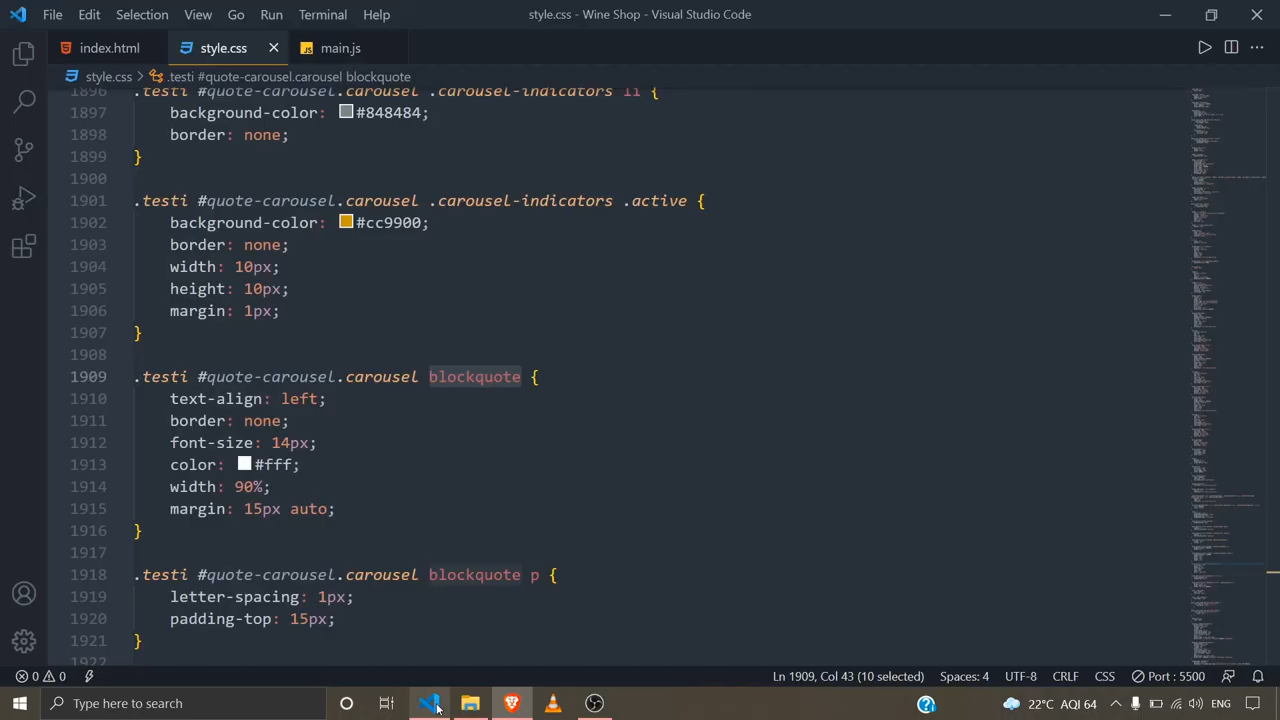 File Edit Selection View Go Run Terminal Help style.css - Wine Shop - Visual Studio Code
index.html style.css main.js
style.css .testi #quote-carousel.carousel blockquote
1896 .testi #quote-carousel.carousel .carousel-indicators li {
1897 background-color: #848484;
1898 border: none;
1899 }
1900
1901 .testi #quote-carousel.carousel .carousel-indicators .active {
1902 background-color: #cc9900;
1903 border: none;
1904 width: 10px;
1905 height: 10px;
1906 margin: 1px;
1907 }
1908
1909 .testi #quote-carousel.carousel blockquote {
1910 text-align: left;
1911 border: none;
1912 font-size: 14px;
1913 color: #fff;
1914 width: 90%;
1915 margin: 15px auto;
1916 }
1917
1918 .testi #quote-carousel.carousel blockquote p {
1919 letter-spacing: 1px;
1920 padding-top: 15px;
1921 }
1922
0 0 Ln 1909, Col 43 (10 selected) Spaces: 4 UTF-8 CRLF CSS Port : 5500
Type here to search 22°C AQI 64 ENG